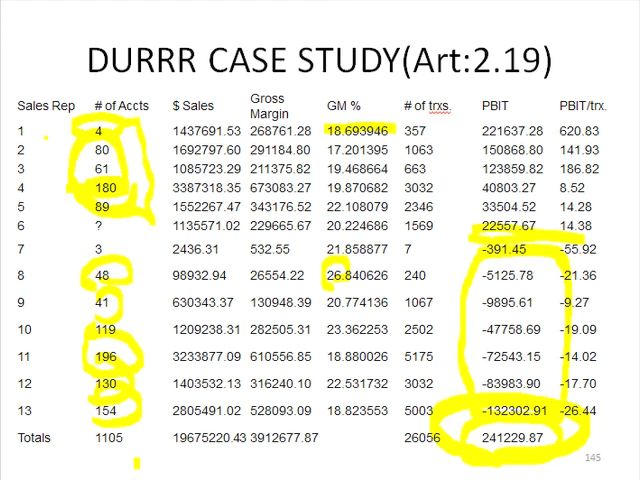 DURRR CASE STUDY(Art:2.19)
Sales Rep # of Accts $ Sales Gross Margin GM % # of trxs. PBIT PBIT/trx.
1 4 1437691.53 268761.28 18.693946 357 221637.28 620.83
2 80 1692797.60 291184.80 17.201395 1063 150868.80 141.93
3 61 1085723.29 211375.82 19.468664 663 123859.82 186.82
4 180 3387318.35 673083.27 19.870682 3032 40803.27 8.52
5 89 1552267.47 343176.52 22.108079 2346 33504.52 14.28
6 ? 1135571.02 229665.67 20.224686 1569 22557.67 14.38
7 3 2436.31 532.55 21.858877 7 -391.45 -55.92
8 48 98932.94 26554.22 26.840626 240 -5125.78 -21.36
9 41 630343.37 130948.39 20.774136 1067 -9895.61 -9.27
10 119 1209238.31 282505.31 23.362253 2502 -47758.69 -19.09
11 196 3233877.09 610556.85 18.880026 5175 -72543.15 -14.02
12 130 1403532.13 316240.10 22.531732 3032 -83983.90 -17.70
13 154 2805491.02 528093.09 18.823553 5003 -132302.91 -26.44
Totals 1105 19675220.43 3912677.87 26056 241229.87
145